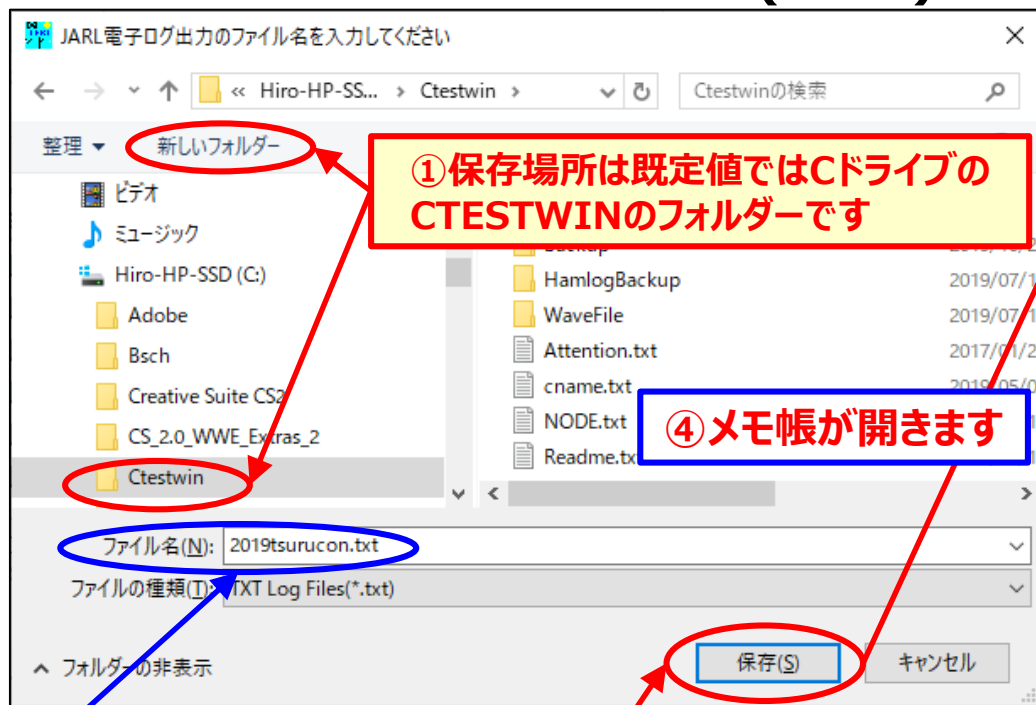 JARL電子ログ出力のファイル名を入力してください
« Hiro-HP-SS... › Ctestwin ›
Ctestwinの検索
整理
新しいフォルダー
①保存場所は既定値ではCドライブの
CTESTWINのフォルダーです
ビデオ
ミュージック
Hiro-HP-SSD (C:)
Adobe
Bsch
Creative Suite CS2
CS_2.0_WWE_Extras_2
Ctestwin
Backup
HamlogBackup
2019/07/1
WaveFile
2019/07/1
Attention.txt
2017/01/2
cname.txt
2019/05/0
NODE.txt
Readme.tx
④メモ帳が開きます
ファイル名(N): 2019tsurucon.txt
ファイルの種類(T): TXT Log Files(*.txt)
フォルダーの非表示
保存(S)
キャンセル